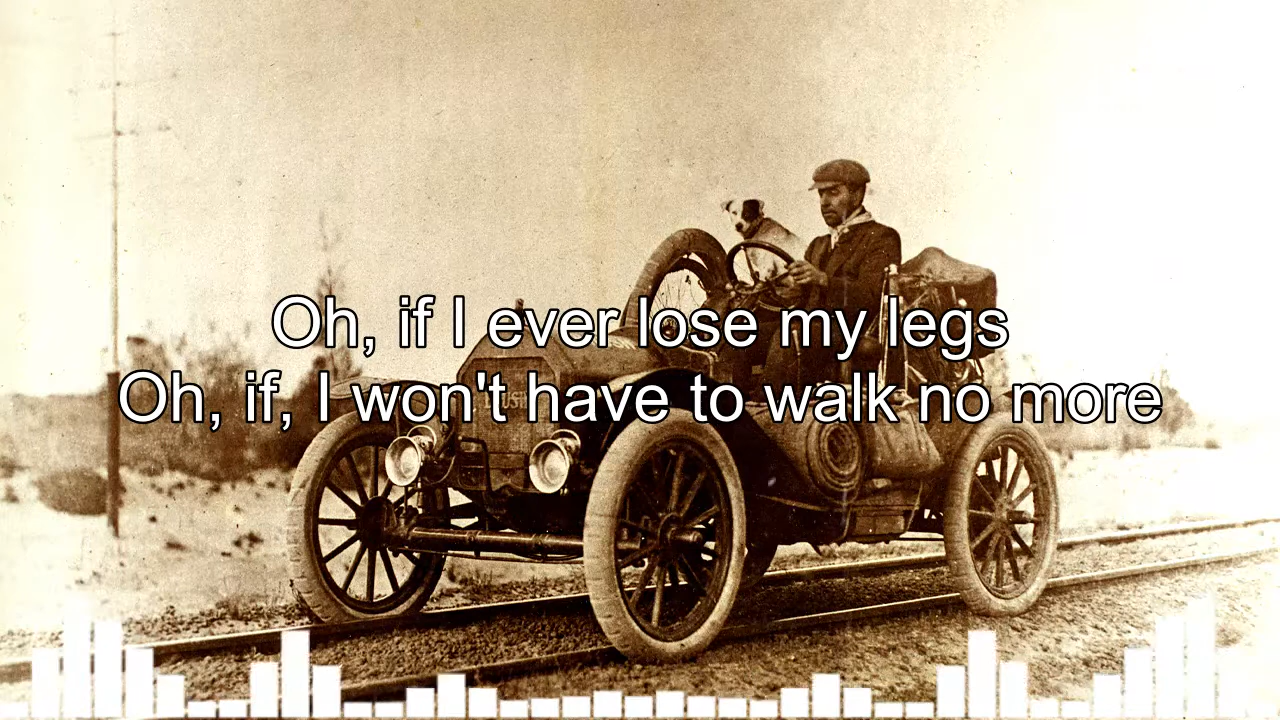 Oh, if I ever lose my legs
Oh, if, I won't have to walk no more